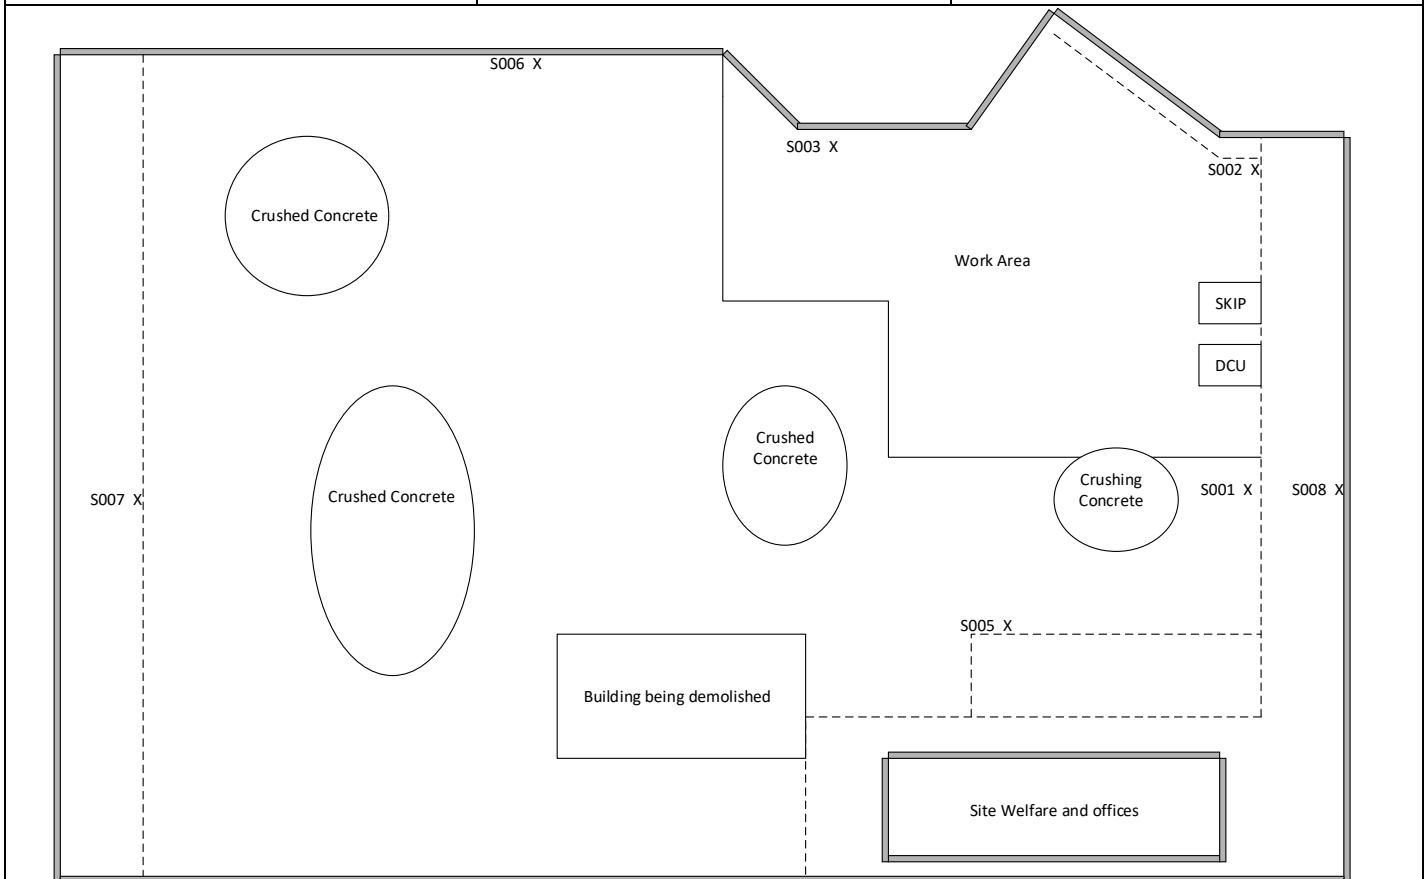 S006 X
S003 X
S002 X
Crushed Concrete
Work Area
SKIP
DCU
Crushed
Concrete
Crushing
Concrete
S007 X
Crushed Concrete
S001 X
S008 X
S005 X
Building being demolished
Site Welfare and offices